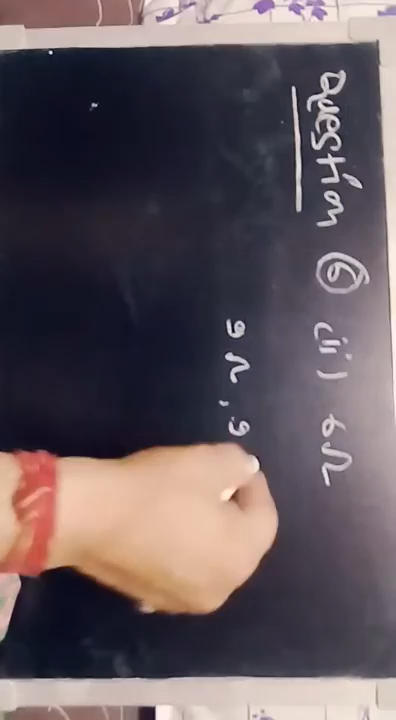 Question ⑥ (ii) 6Ω
9Ω, 9